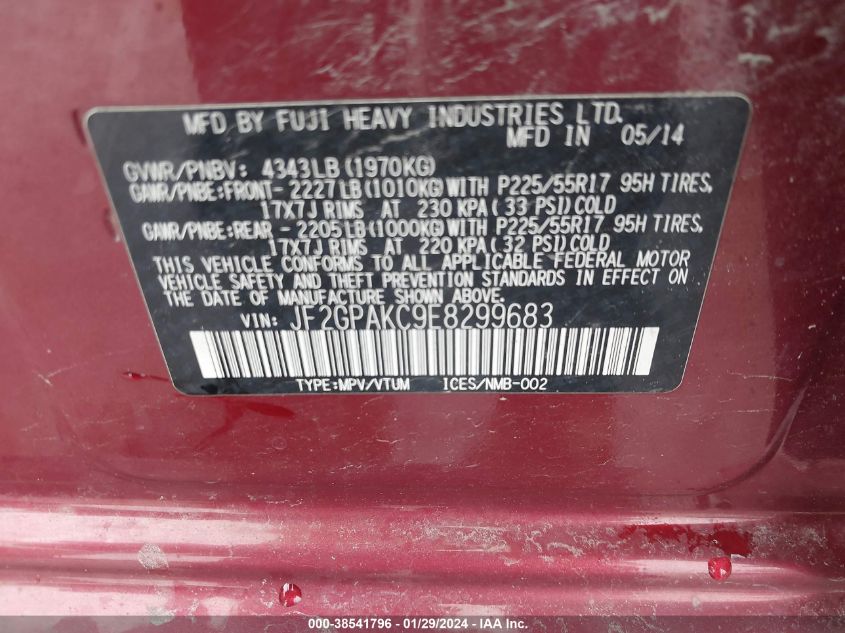 MFD BY FUJI HEAVY INDUSTRIES LTD.
MFD IN 05/14
GVWR/PNBV: 4343LB(1970KG)
GAWR/PNBE:FRONT-2227LB(1010KG)WITH P225/55R17 95H TIRES,
17X7J RIMS AT 230 KPA(33 PSI)COLD
GAWR/PNBE:REAR -2205LB(1000KG)WITH P225/55R17 95H TIRES,
17X7J RIMS AT 220 KPA(32 PSI)COLD
THIS VEHICLE CONFORMS TO ALL APPLICABLE FEDERAL MOTOR
VEHICLE SAFETY AND THEFT PREVENTION STANDARDS IN EFFECT ON
THE DATE OF MANUFACTURE SHOWN ABOVE.
VIN: JF2GPAKC9E8299683
TYPE:MPV/VTUM ICES/NMB-002
000-38541796 - 01/29/2024 - IAA Inc.